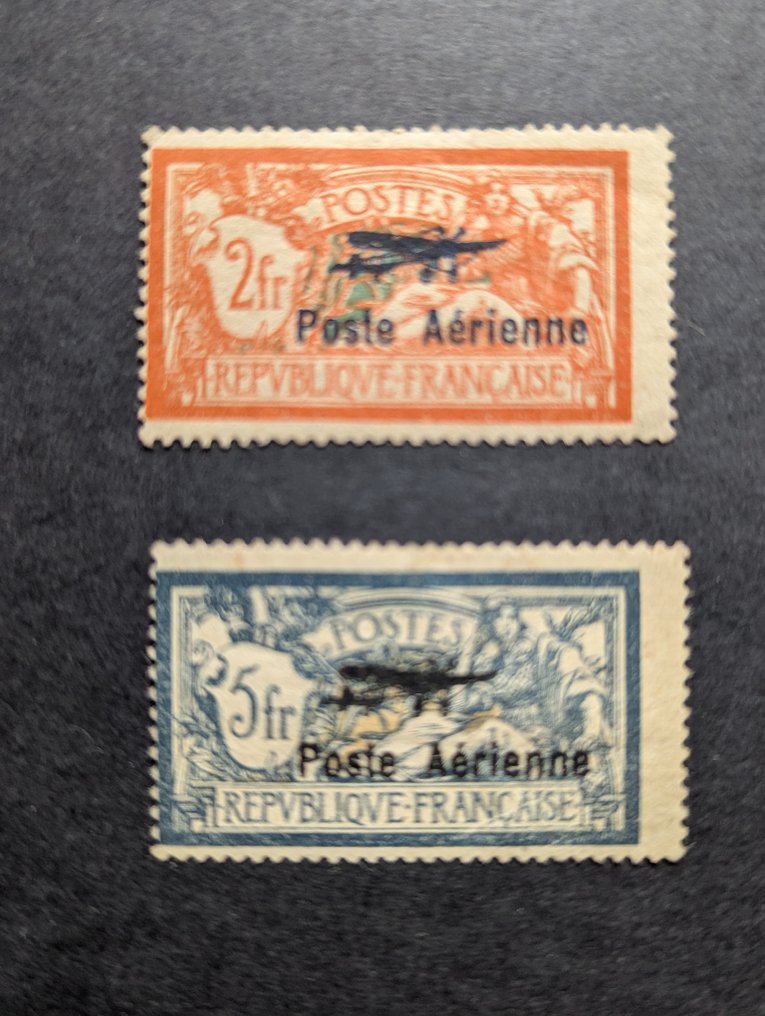 POSTES
2fr
Poste Aérienne
REPVBLIQVE·FRANÇAISE
POSTES
5fr
Poste Aérienne
REPVBLIQVE·FRANÇAISE